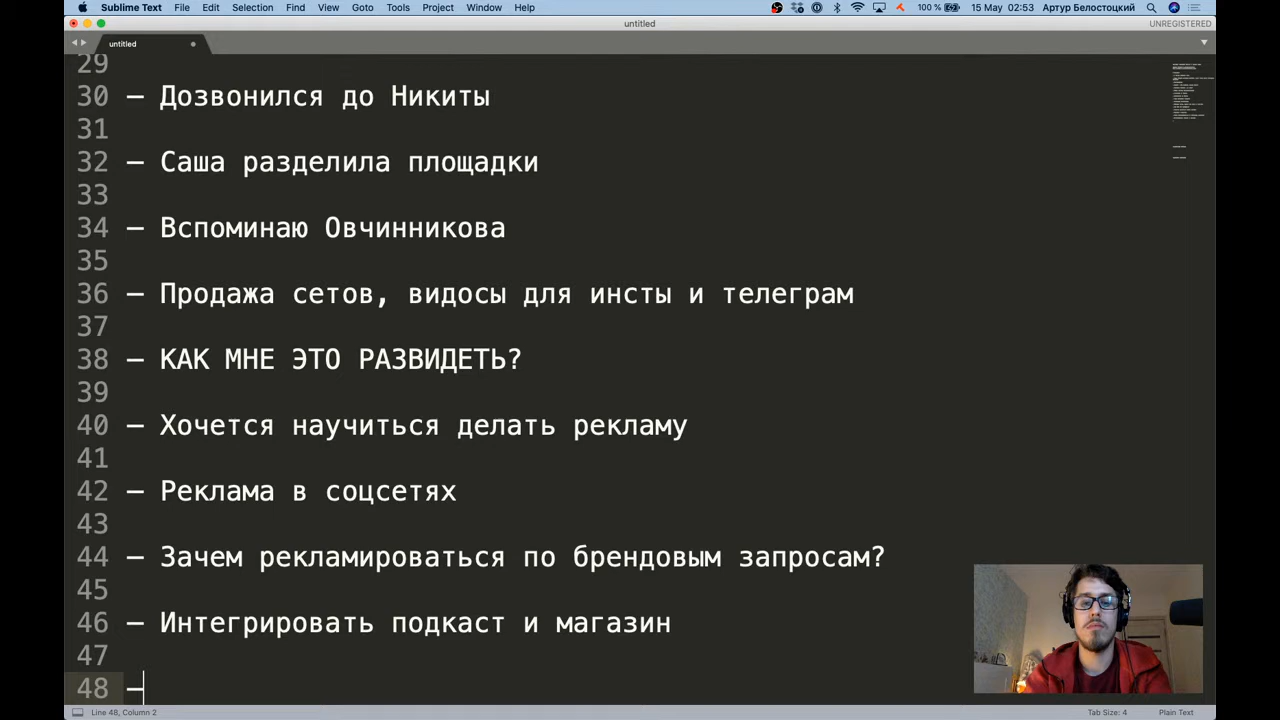 Sublime Text File Edit Selection Find View Goto Tools Project Window Help 100 % 15 May 02:53 Артур Белостоцкий
untitled UNREGISTERED
untitled
29
30 – Дозвонился до Никиты
31
32 – Саша разделила площадки
33
34 – Вспоминаю Овчинникова
35
36 – Продажа сетов, видосы для инсты и телеграм
37
38 – КАК МНЕ ЭТО РАЗВИДЕТЬ?
39
40 – Хочется научиться делать рекламу
41
42 – Реклама в соцсетях
43
44 – Зачем рекламироваться по брендовым запросам?
45
46 – Интегрировать подкаст и магазин
47
48 –
Line 48, Column 2 Tab Size: 4 Plain Text